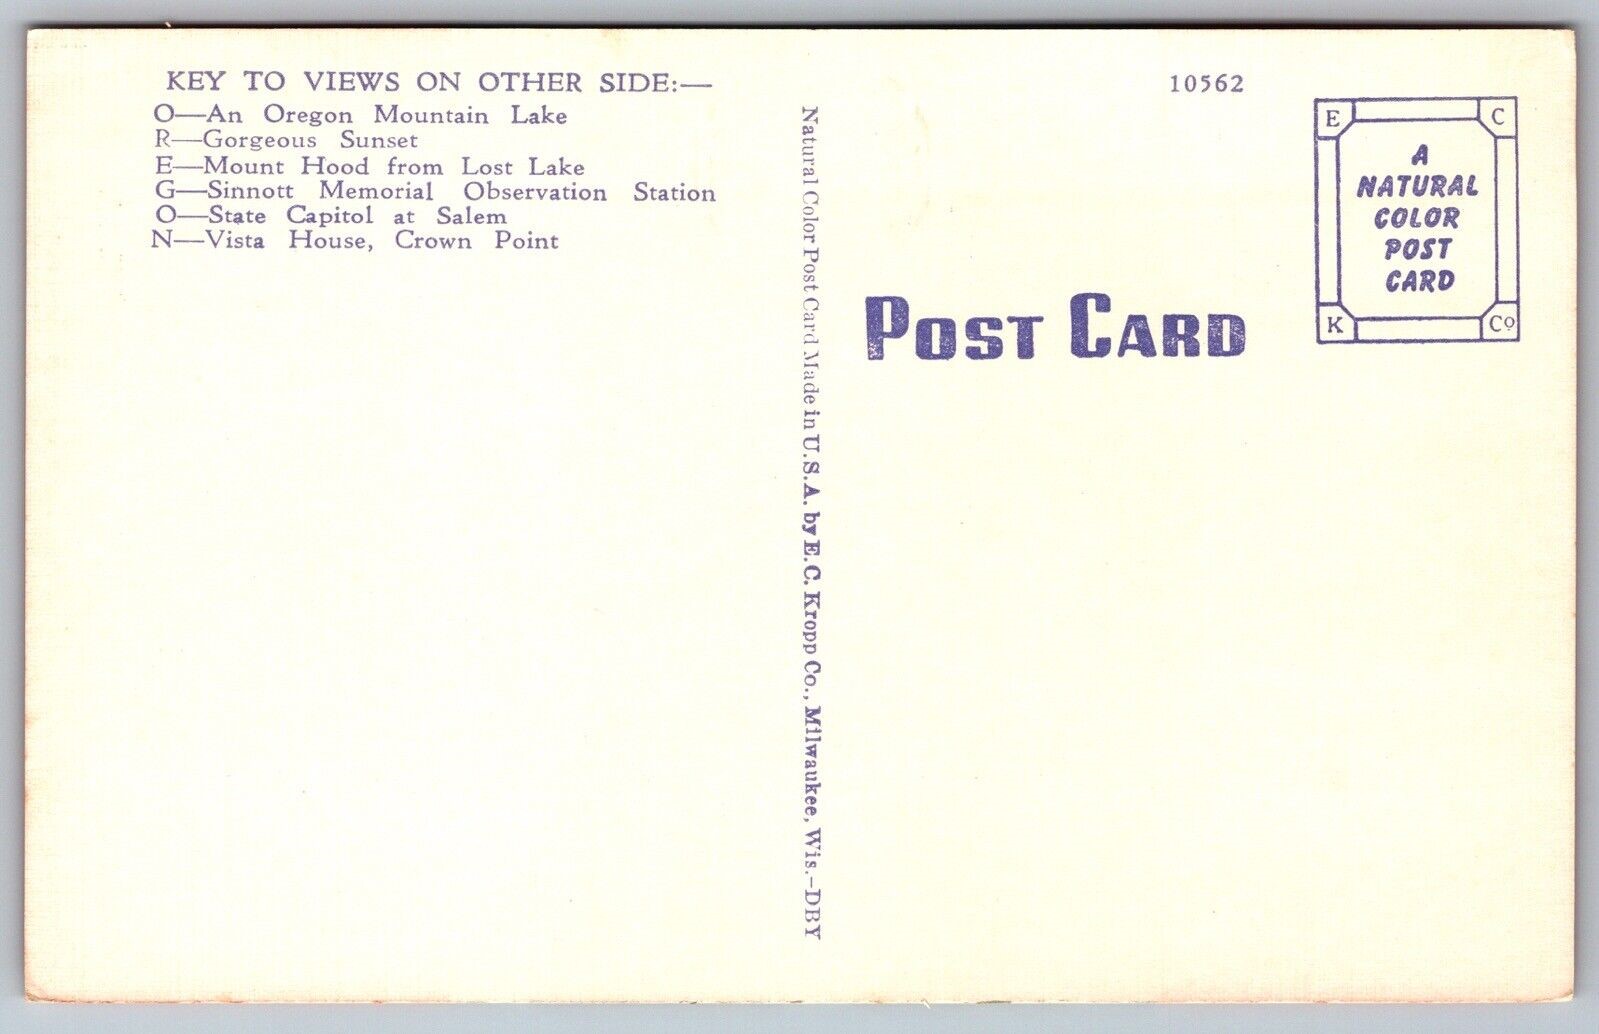 KEY TO VIEWS ON OTHER SIDE:—
O—An Oregon Mountain Lake
R—Gorgeous Sunset
E—Mount Hood from Lost Lake
G—Sinnott Memorial Observation Station
O—State Capitol at Salem
N—Vista House, Crown Point
Natural Color Post Card Made in U.S.A. by E. C. Kropp Co., Milwaukee, Wis.—DBY
10562
E C
A
NATURAL
COLOR
POST
CARD
K Co
POST CARD